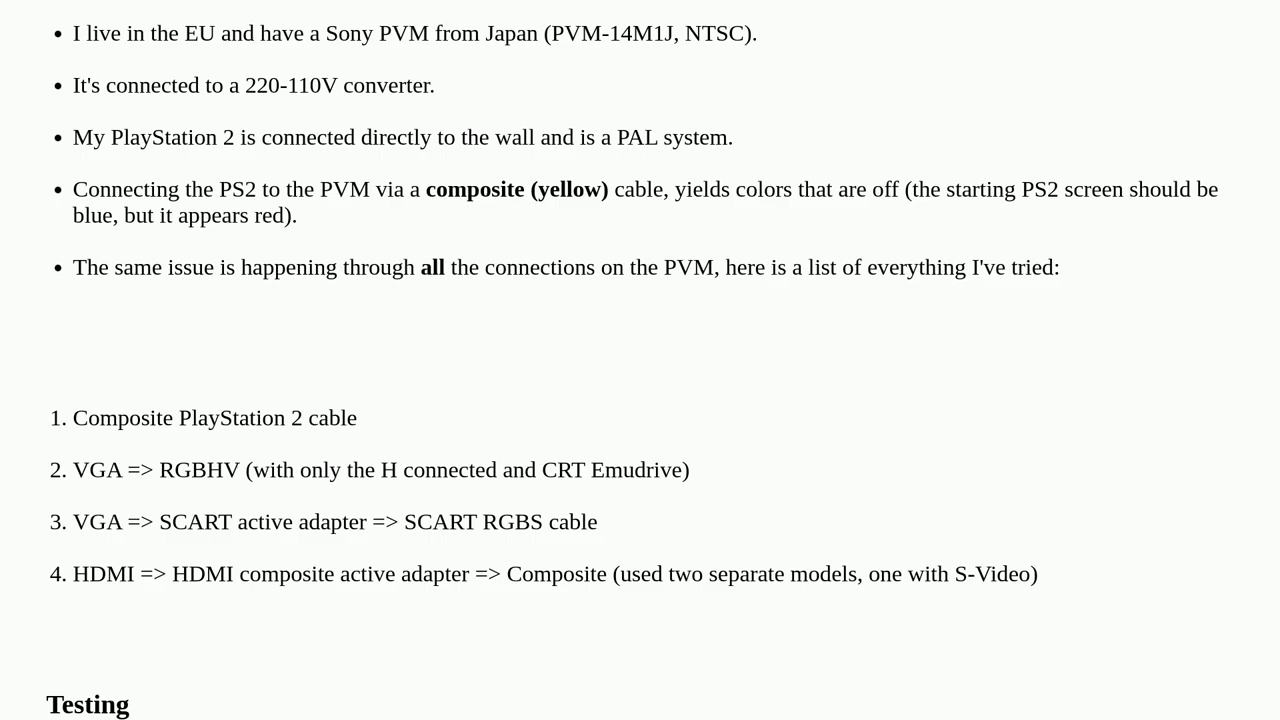 • I live in the EU and have a Sony PVM from Japan (PVM-14M1J, NTSC).
• It's connected to a 220-110V converter.
• My PlayStation 2 is connected directly to the wall and is a PAL system.
• Connecting the PS2 to the PVM via a composite (yellow) cable, yields colors that are off (the starting PS2 screen should be
blue, but it appears red).
• The same issue is happening through all the connections on the PVM, here is a list of everything I've tried:
1. Composite PlayStation 2 cable
2. VGA => RGBHV (with only the H connected and CRT Emudrive)
3. VGA => SCART active adapter => SCART RGBS cable
4. HDMI => HDMI composite active adapter => Composite (used two separate models, one with S-Video)
Testing